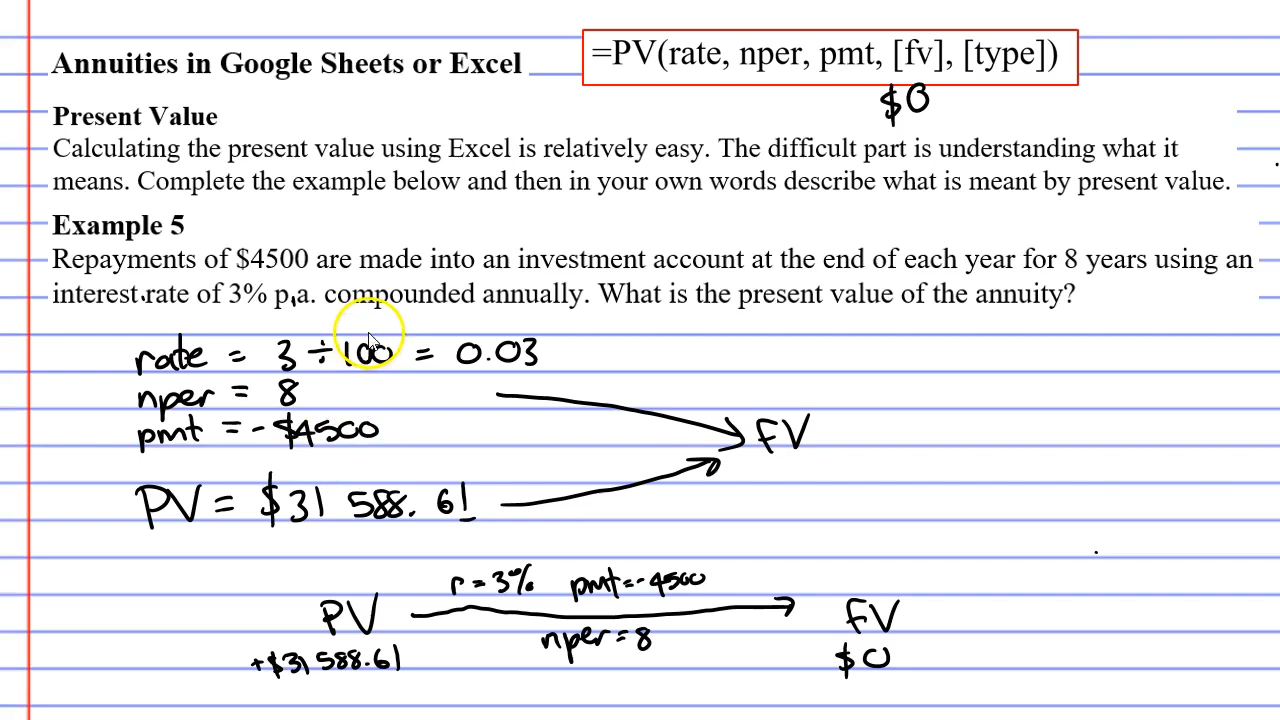 Annuities in Google Sheets or Excel
=PV(rate, nper, pmt, [fv], [type])
$0
Present Value
Calculating the present value using Excel is relatively easy. The difficult part is understanding what it
means. Complete the example below and then in your own words describe what is meant by present value.
Example 5
Repayments of $4500 are made into an investment account at the end of each year for 8 years using an
interest rate of 3% p.a. compounded annually. What is the present value of the annuity?
rate = 3 ÷ 100 = 0.03
nper = 8
pmt = -$4500
FV
PV = $31 588.61
r = 3% pmt = -4500
PV FV
nper = 8
+$31 588.61 $0